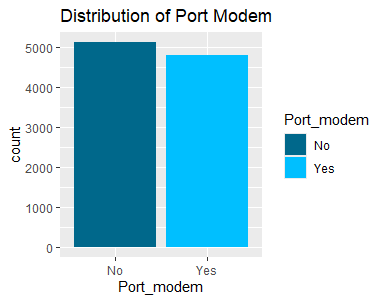 Distribution of Port Modem
5000
4000
3000
2000
1000
0
count
No
Yes
Port_modem
Port_modem
No
Yes